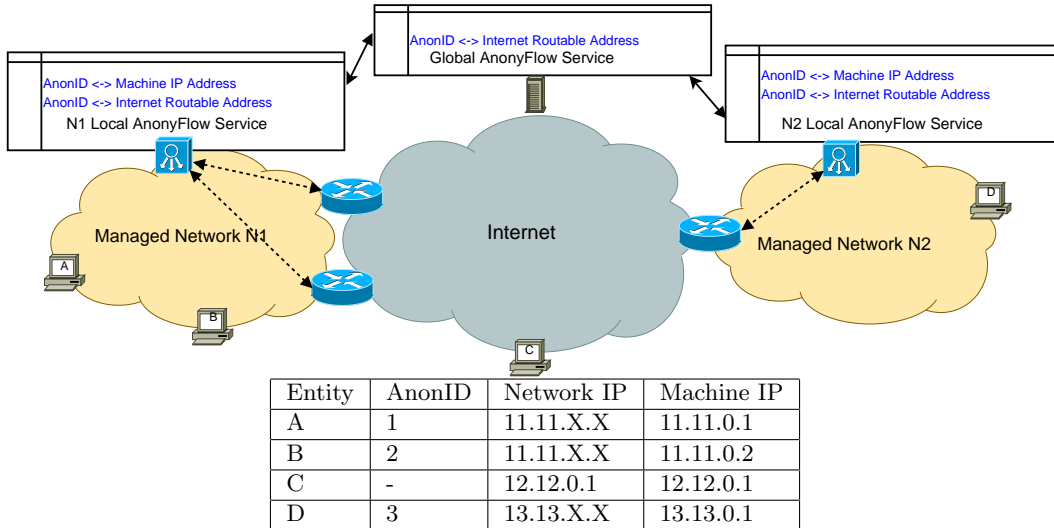 AnonID <-> Internet Routable Address
Global AnonyFlow Service
AnonID <-> Machine IP Address
AnonID <-> Internet Routable Address
N1 Local AnonyFlow Service
AnonID <-> Machine IP Address
AnonID <-> Internet Routable Address
N2 Local AnonyFlow Service
Managed Network N1
Internet
Managed Network N2
A
B
C
D
Entity AnonID Network IP Machine IP
A 1 11.11.X.X 11.11.0.1
B 2 11.11.X.X 11.11.0.2
C - 12.12.0.1 12.12.0.1
D 3 13.13.X.X 13.13.0.1